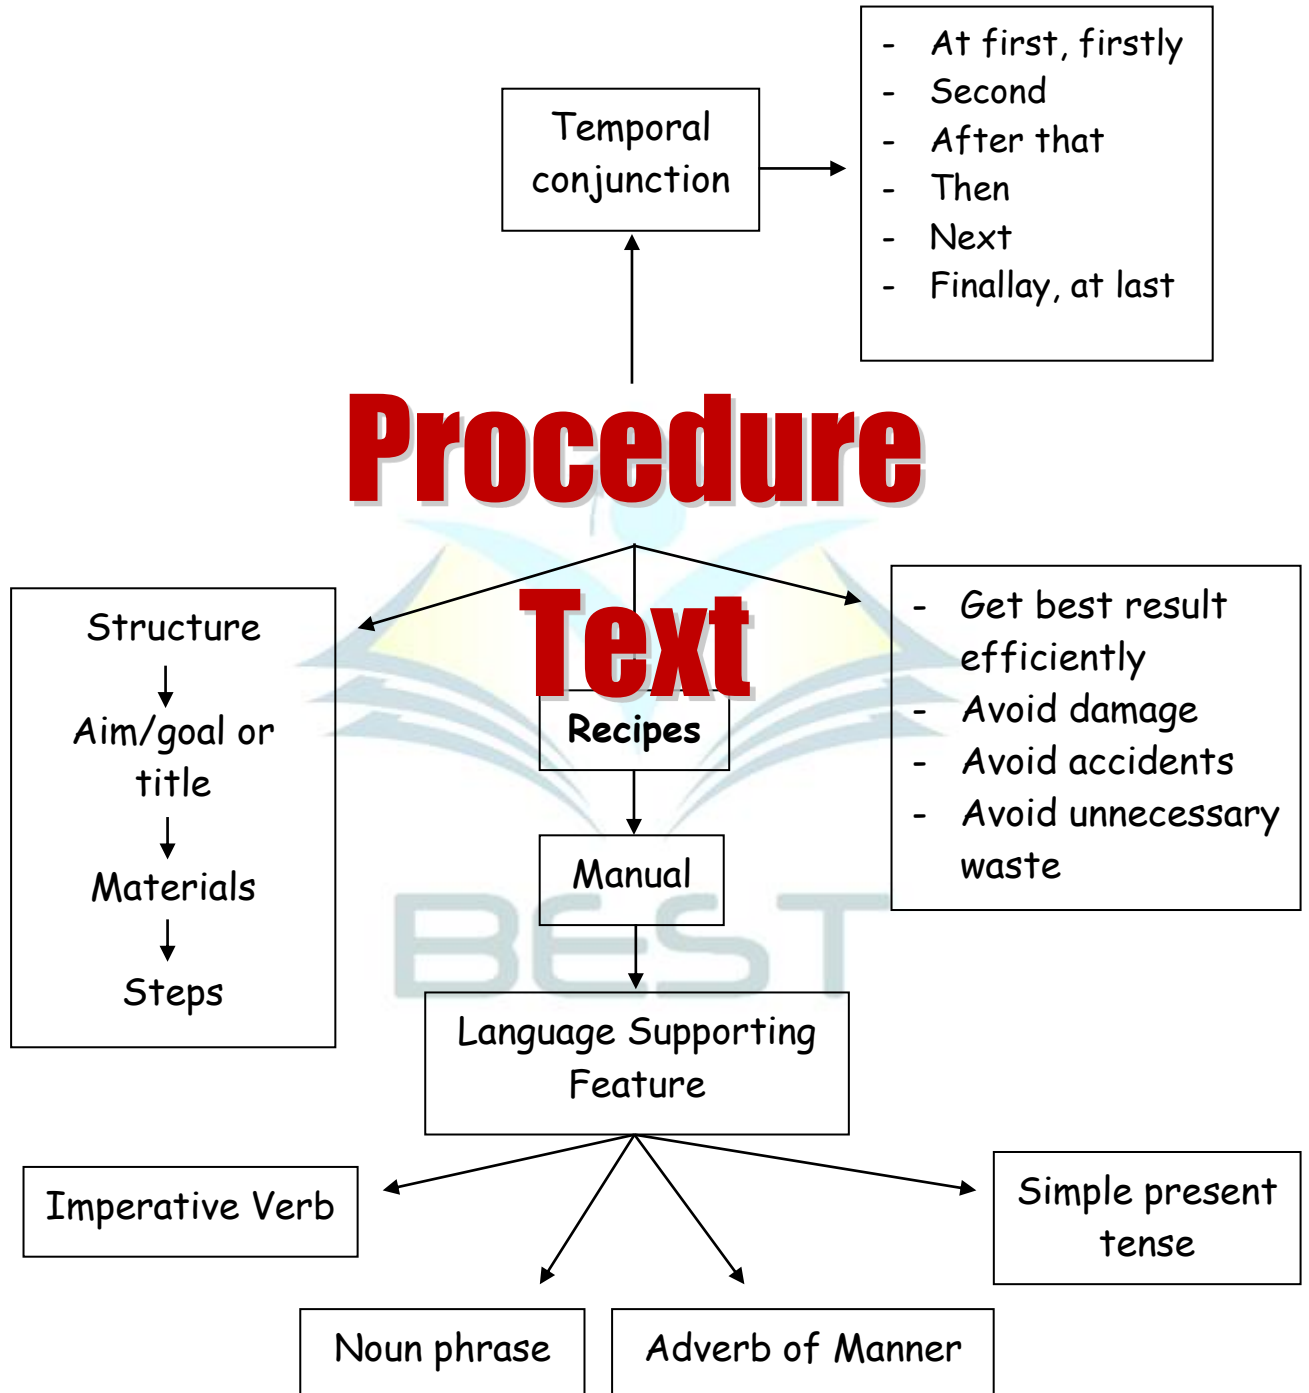 - At first, firstly
- Second
- After that
- Then
- Next
- Finallay, at last
Temporal
conjunction
Procedure
Text
Structure
Aim/goal or
title
Materials
Steps
Recipes
Manual
- Get best result
efficiently
- Avoid damage
- Avoid accidents
- Avoid unnecessary
waste
BEST
Language Supporting
Feature
Imperative Verb
Noun phrase
Adverb of Manner
Simple present
tense